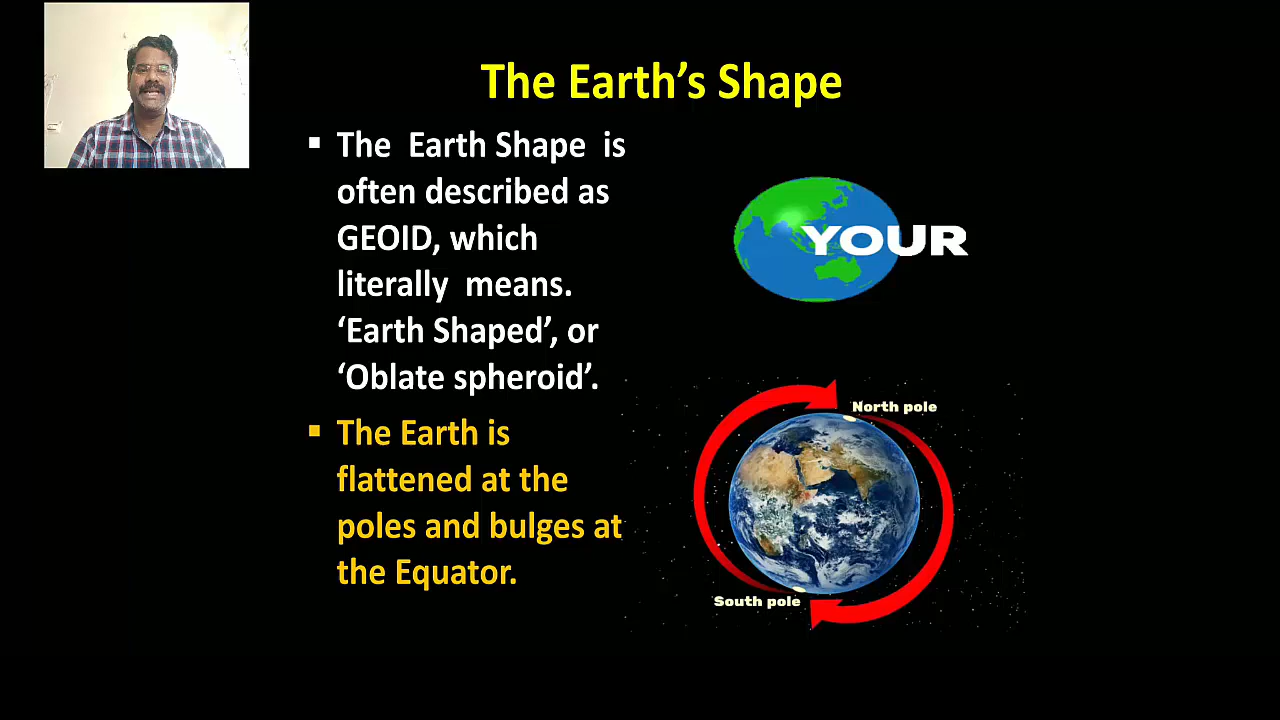 The Earth’s Shape
▪ The Earth Shape is
often described as
GEOID, which
literally means.
‘Earth Shaped’, or
‘Oblate spheroid’.
▪ The Earth is
flattened at the
poles and bulges at
the Equator.
YOUR
North pole
South pole